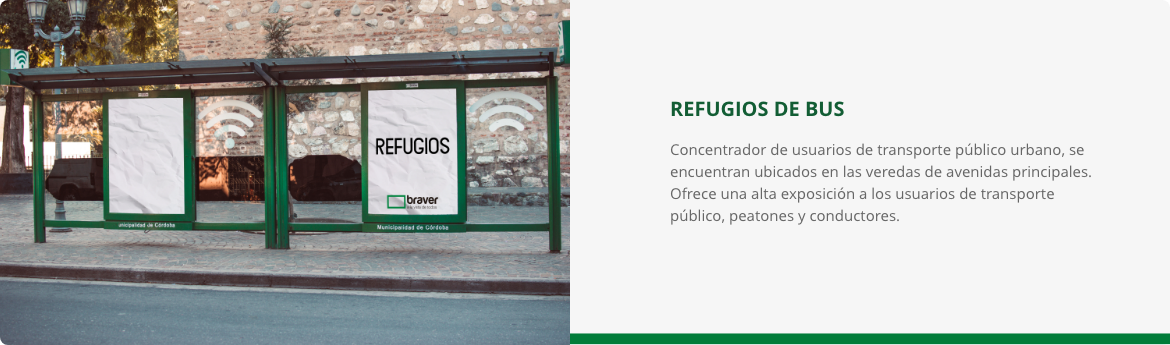 REFUGIOS
braver
Municipalidad de Córdoba
REFUGIOS DE BUS
Concentrador de usuarios de transporte público urbano, se
encuentran ubicados en las veredas de avenidas principales.
Ofrece una alta exposición a los usuarios de transporte
público, peatones y conductores.